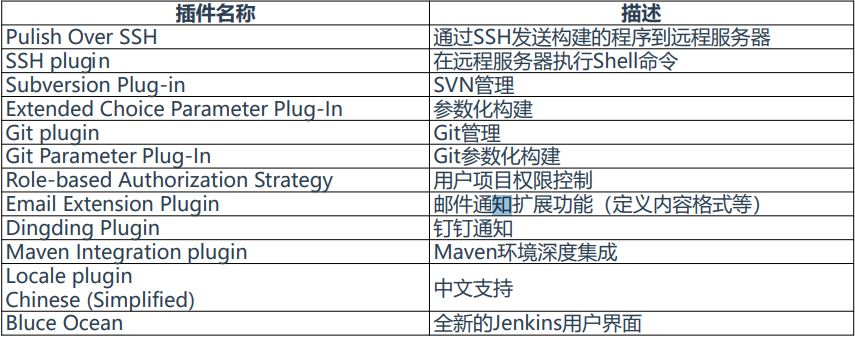 插件名称 描述
Pulish Over SSH 通过SSH发送构建的程序到远程服务器
SSH plugin 在远程服务器执行Shell命令
Subversion Plug-in SVN管理
Extended Choice Parameter Plug-In 参数化构建
Git plugin Git管理
Git Parameter Plug-In Git参数化构建
Role-based Authorization Strategy 用户项目权限控制
Email Extension Plugin 邮件通知扩展功能（定义内容格式等）
Dingding Plugin 钉钉通知
Maven Integration plugin Maven环境深度集成
Locale plugin
Chinese (Simplified) 中文支持
Bluce Ocean 全新的Jenkins用户界面